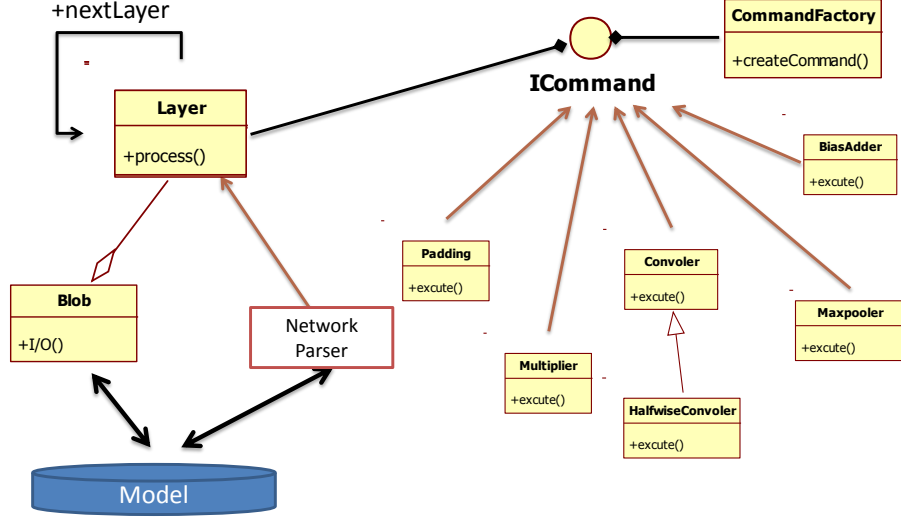 +nextLayer
CommandFactory
+createCommand()
ICommand
Layer
+process()
BiasAdder
+excute()
Padding
+excute()
Convoler
+excute()
Blob
+I/O()
Network
Parser
Maxpooler
+excute()
Multiplier
+excute()
HalfwiseConvoler
+excute()
Model